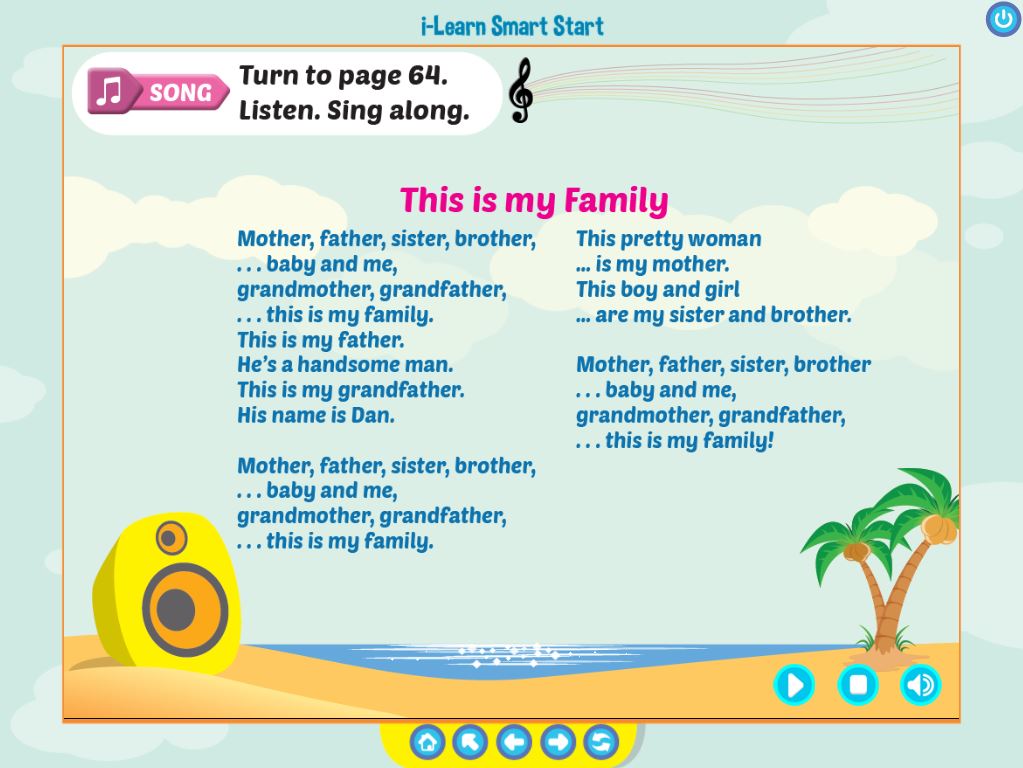 i-Learn Smart Start
SONG
Turn to page 64.
Listen. Sing along.
This is my Family
Mother, father, sister, brother,
. . . baby and me,
grandmother, grandfather,
. . . this is my family.
This is my father.
He's a handsome man.
This is my grandfather.
His name is Dan.
Mother, father, sister, brother,
. . . baby and me,
grandmother, grandfather,
. . . this is my family.
This pretty woman
... is my mother.
This boy and girl
... are my sister and brother.
Mother, father, sister, brother
. . . baby and me,
grandmother, grandfather,
. . . this is my family!